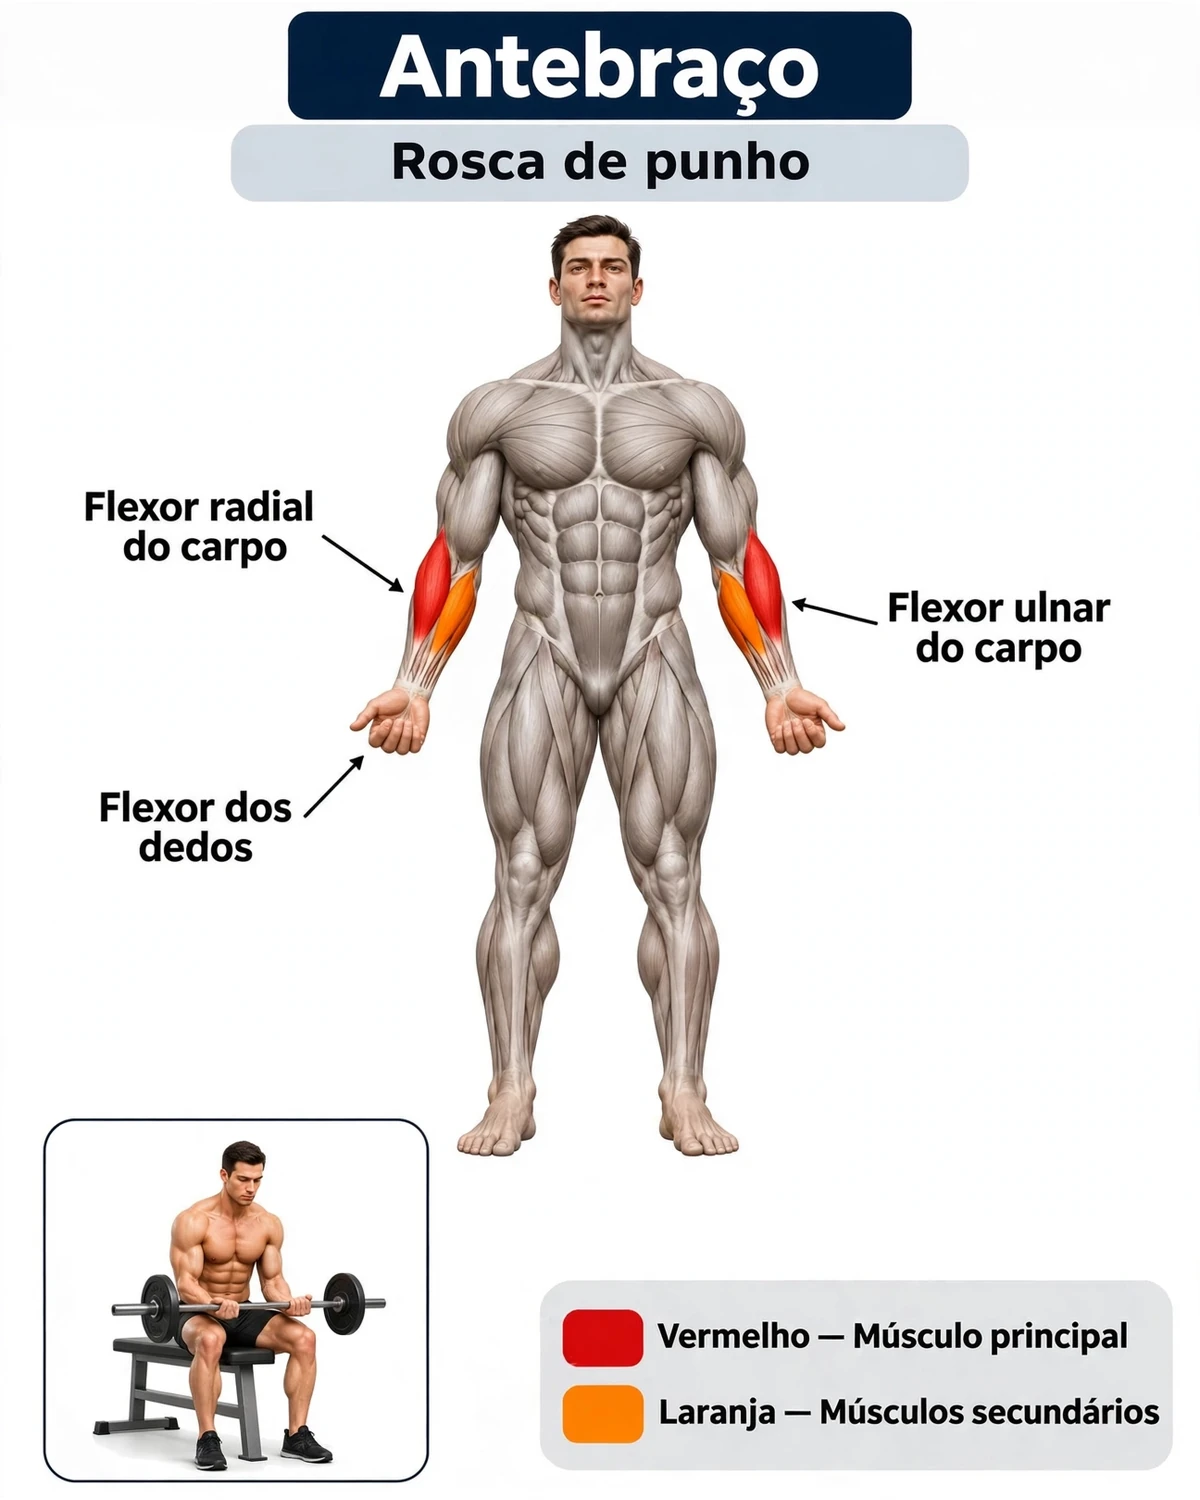 Antebraço
Rosca de punho
Flexor radial
do carpo
Flexor ulnar
do carpo
Flexor dos
dedos
Vermelho — Músculo principal
Laranja — Músculos secundários